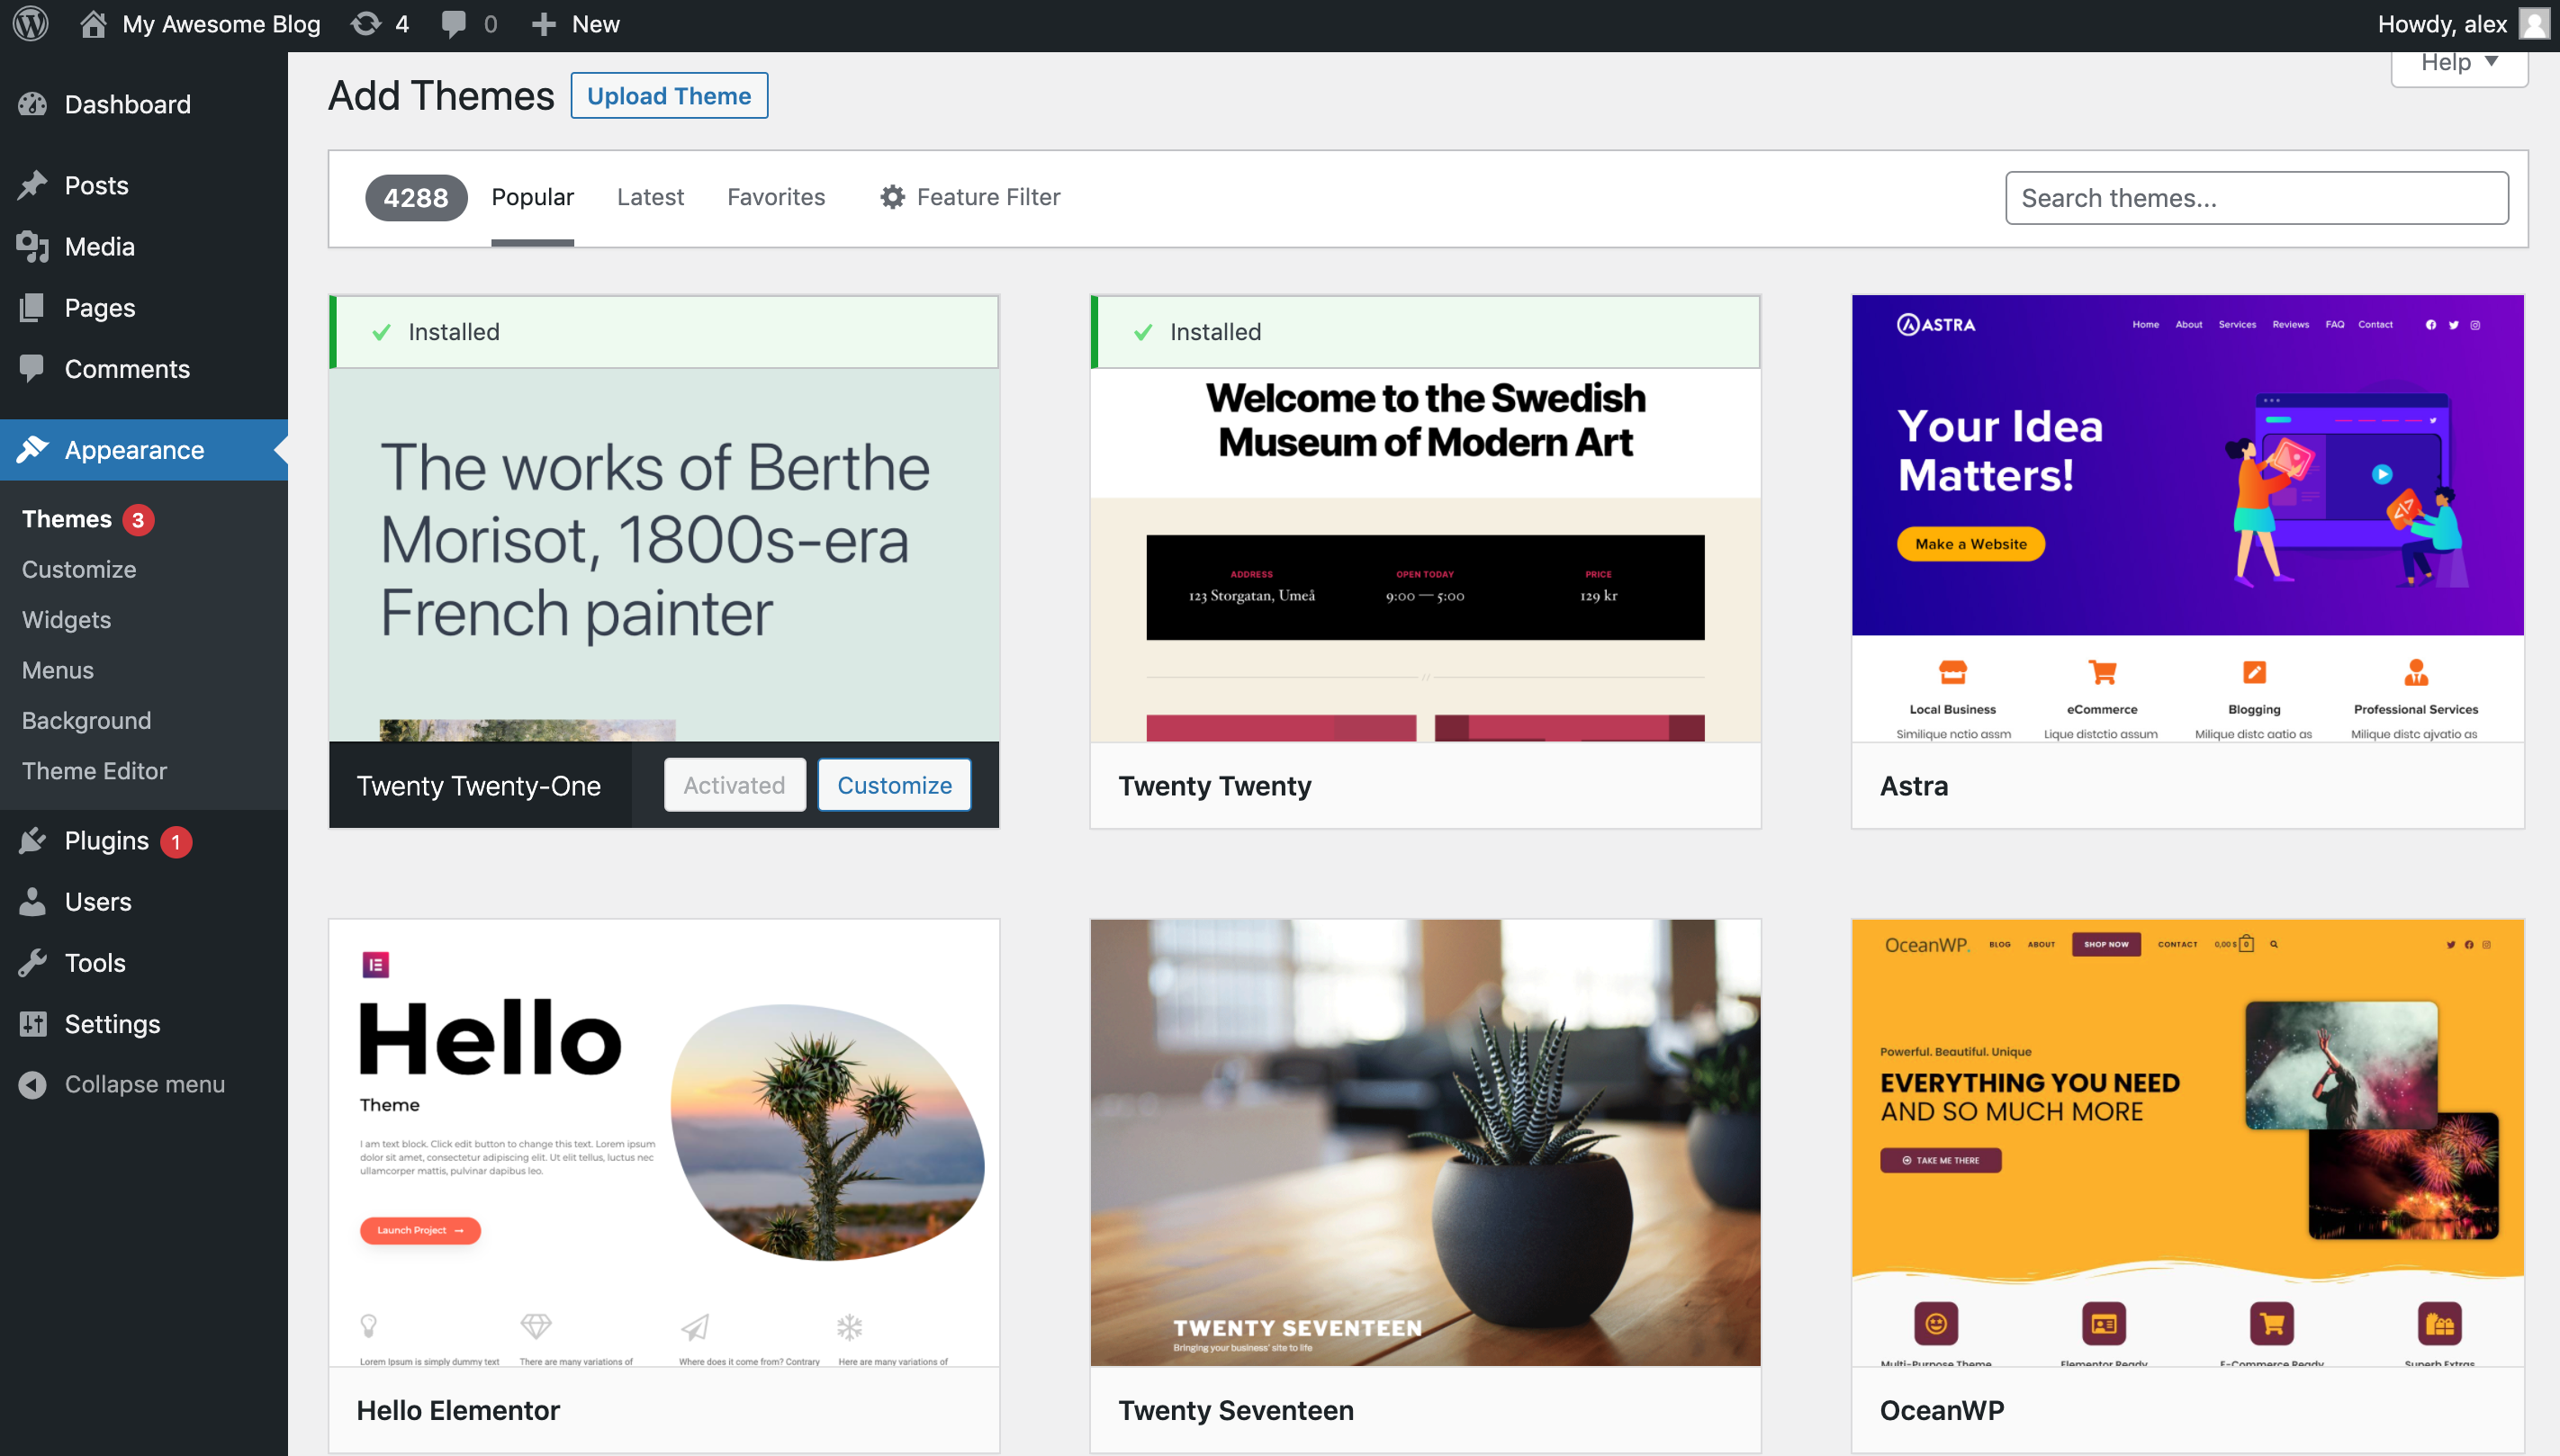 My Awesome Blog 4 0 New Howdy, alex
Help
Dashboard
Posts
Media
Pages
Comments
Appearance
Themes 3
Customize
Widgets
Menus
Background
Theme Editor
Plugins 1
Users
Tools
Settings
Collapse menu
Add Themes Upload Theme
4288 Popular Latest Favorites Feature Filter Search themes...
Installed
The works of Berthe
Morisot, 1800s-era
French painter
Twenty Twenty-One Activated Customize
Installed
Welcome to the Swedish
Museum of Modern Art
ADDRESS OPEN TODAY PRICE
123 Storgatan, Umeå 9:00 — 5:00 129 kr
Twenty Twenty
ASTRA Home About Services Reviews FAQ Contact
Your Idea
Matters!
Make a Website
Local Business eCommerce Blogging Professional Services
Similique nctio assm Lique distctio assum Milique distc aatio as Milique distc ajvatio as
Astra
Hello
Theme
I am text block. Click edit button to change this text. Lorem ipsum
dolor sit amet, consectetur adipiscing elit. Ut elit tellus, luctus nec
ullamcorper mattis, pulvinar dapibus leo.
Launch Project →
Lorem Ipsum is simply dummy text There are many variations of Where does it come from? Contrary Here are many variations of
Hello Elementor
TWENTY SEVENTEEN
Bringing your business' site to life
Twenty Seventeen
OceanWP. BLOG ABOUT SHOP NOW CONTACT 0,00 $ 0
Powerful. Beautiful. Unique
EVERYTHING YOU NEED
AND SO MUCH MORE
TAKE ME THERE
Multi-Purpose Theme Elementor Ready E-Commerce Ready Superb Extras
OceanWP